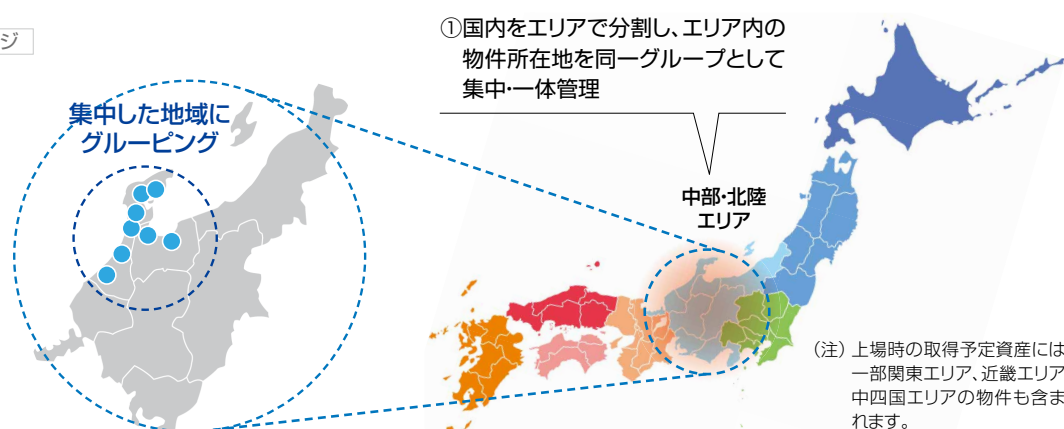 ジ
①国内をエリアで分割し、エリア内の
物件所在地を同一グループとして
集中・一体管理
集中した地域に
グルーピング
中部・北陸
エリア
(注) 上場時の取得予定資産には
一部関東エリア、近畿エリア
中四国エリアの物件も含ま
れます。